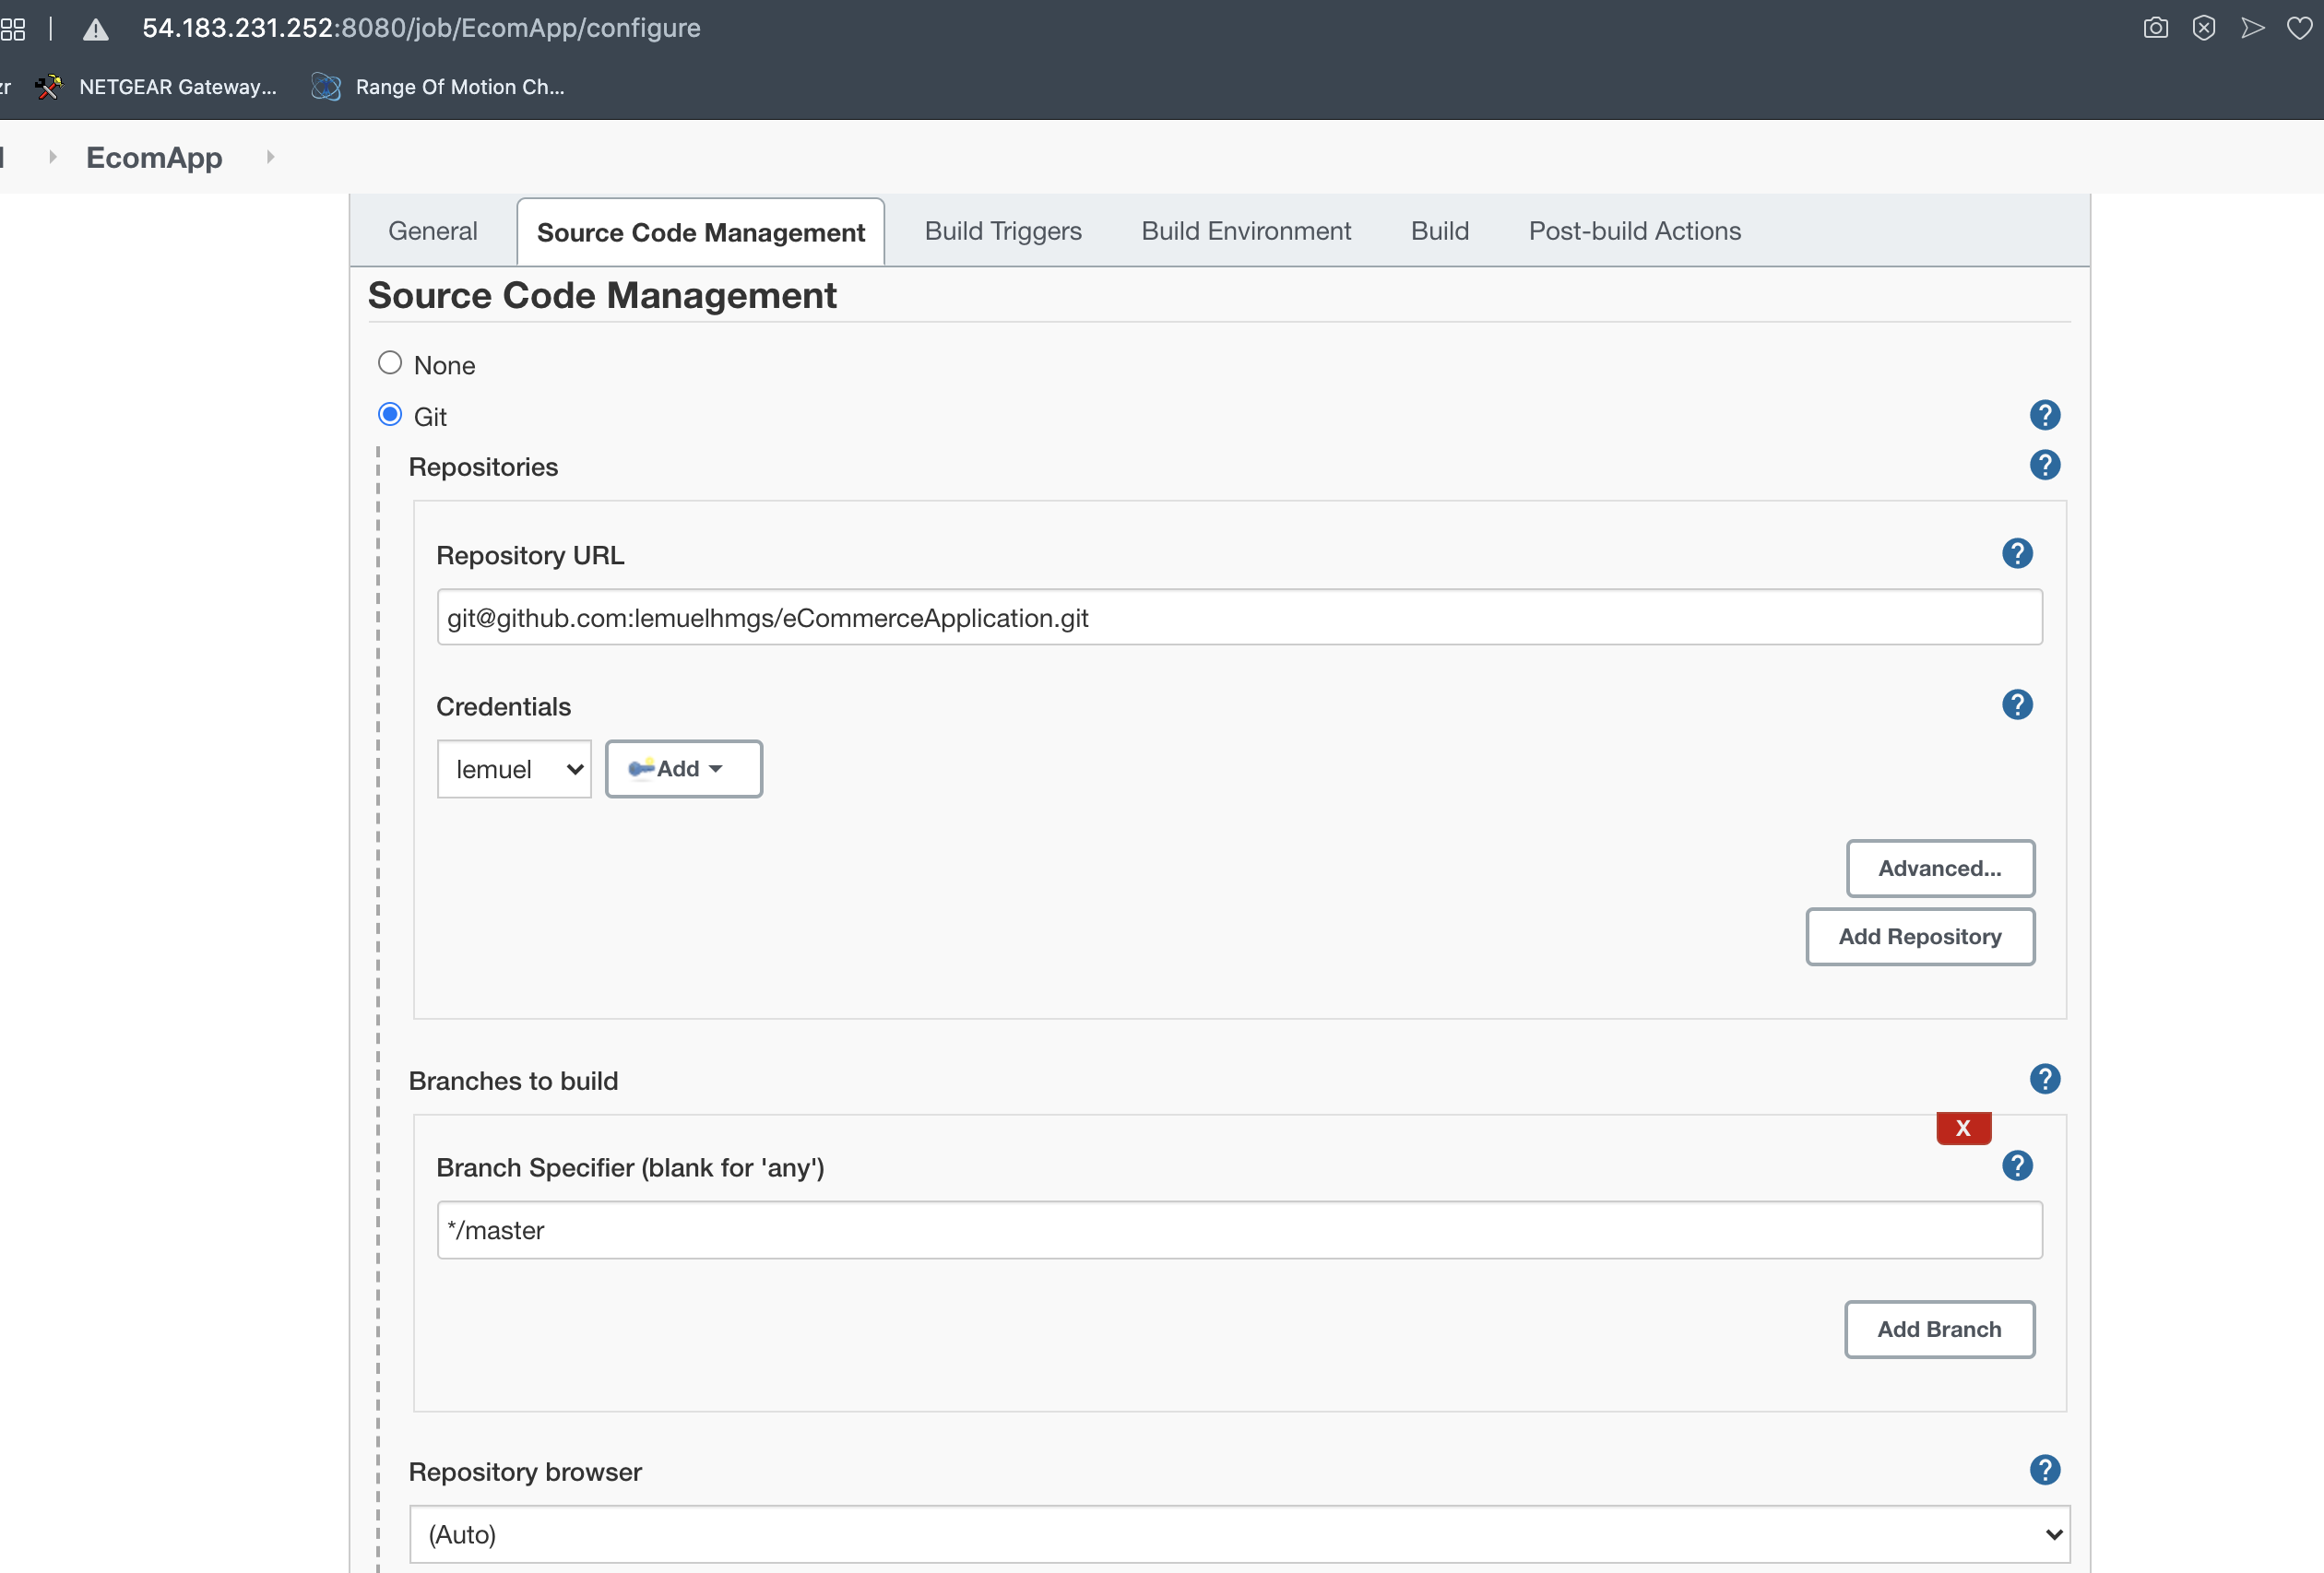 54.183.231.252:8080/job/EcomApp/configure
NETGEAR Gateway... Range Of Motion Ch...
EcomApp
General Source Code Management Build Triggers Build Environment Build Post-build Actions
Source Code Management
None
Git ?
Repositories ?
Repository URL ?
git@github.com:lemuelhmgs/eCommerceApplication.git
Credentials ?
lemuel Add
Advanced...
Add Repository
Branches to build ?
X
Branch Specifier (blank for 'any') ?
*/master
Add Branch
Repository browser ?
(Auto)